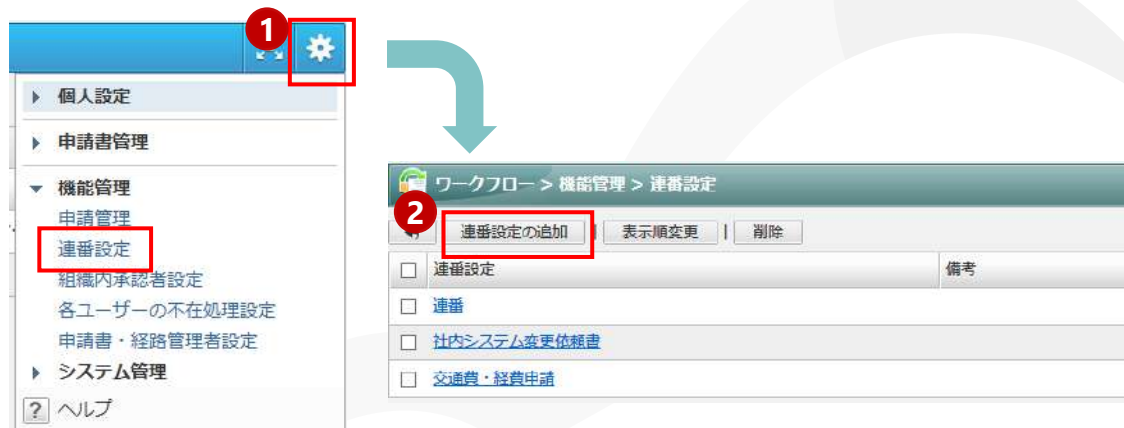 1
個人設定
申請書管理
機能管理
申請管理
連番設定
組織内承認者設定
各ユーザーの不在処理設定
申請書・経路管理者設定
システム管理
? ヘルプ
ワークフロー > 機能管理 > 連番設定
2
連番設定の追加 | 表示順変更 | 削除
連番設定 備考
連番
社内システム変更依頼書
交通費・経費申請